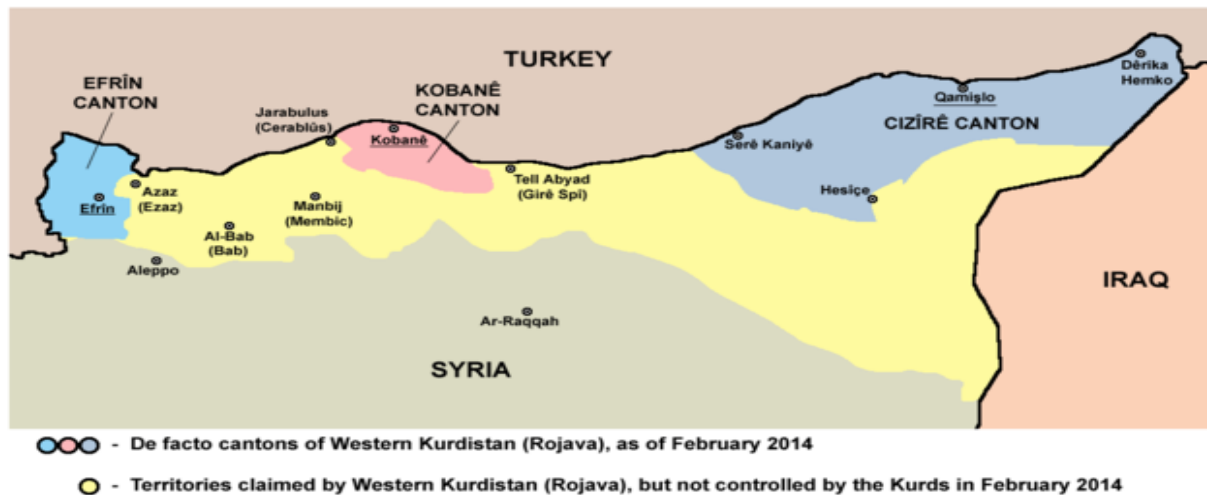 TURKEY
EFRÎN
CANTON
KOBANÊ
CANTON
Jarabulus
(Cerablûs)
Kobanê
Dêrika
Hemko
Qamişlo
CIZÎRÊ CANTON
Serê Kaniyê
Azaz
(Ezaz)
Efrîn
Manbij
(Membic)
Tell Abyad
(Girê Spî)
Hesîçe
Al-Bab
(Bab)
Aleppo
IRAQ
Ar-Raqqah
SYRIA
- De facto cantons of Western Kurdistan (Rojava), as of February 2014
- Territories claimed by Western Kurdistan (Rojava), but not controlled by the Kurds in February 2014